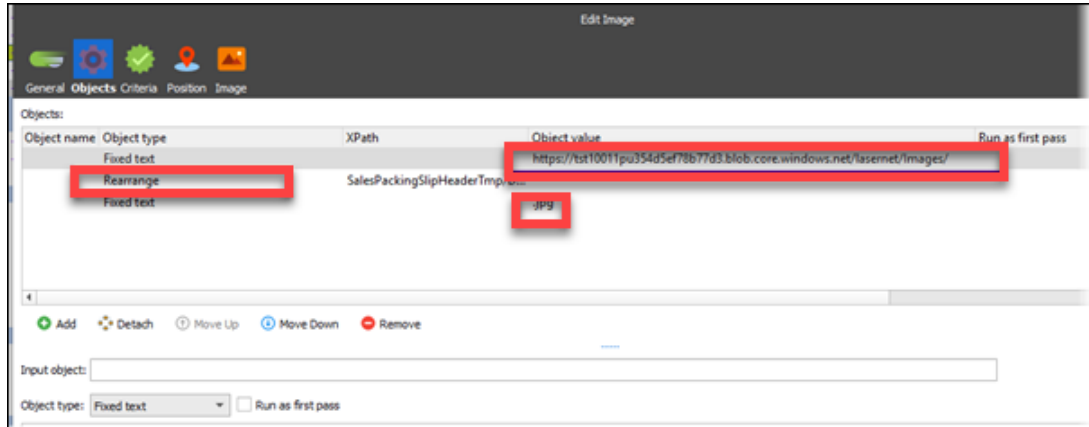 Edit Image
General Objects Criteria Position Image
Objects:
Object name Object type XPath Object value Run as first pass
Fixed text https://tst10011pu354d5ef78b77d3.blob.core.windows.net/lasernet/Images/
Rearrange SalesPackingSlipHeaderTmp/
Fixed text .jpg
Add Detach Move Up Move Down Remove
Input object:
Object type: Fixed text Run as first pass